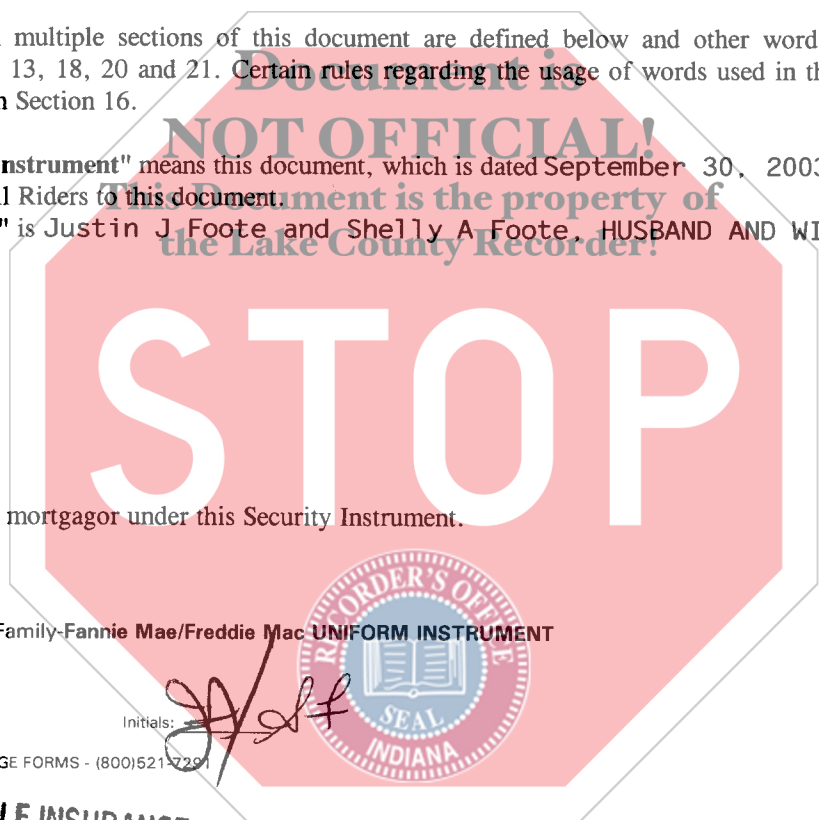 multiple sections of this document are defined below and other word
13, 18, 20 and 21. Certain rules regarding the usage of words used in th
Section 16.
Document is
NOT OFFICIAL!
This Document is the property of
the Lake County Recorder!
nstrument" means this document, which is dated September 30, 2003
l Riders to this document.
" is Justin J Foote and Shelly A Foote, HUSBAND AND WI
STOP
mortgagor under this Security Instrument.
Family-Fannie Mae/Freddie Mac UNIFORM INSTRUMENT
RECORDER'S OFFICE
SEAL
INDIANA
Initials:
GE FORMS - (800)521-7291
LE INSURANCE